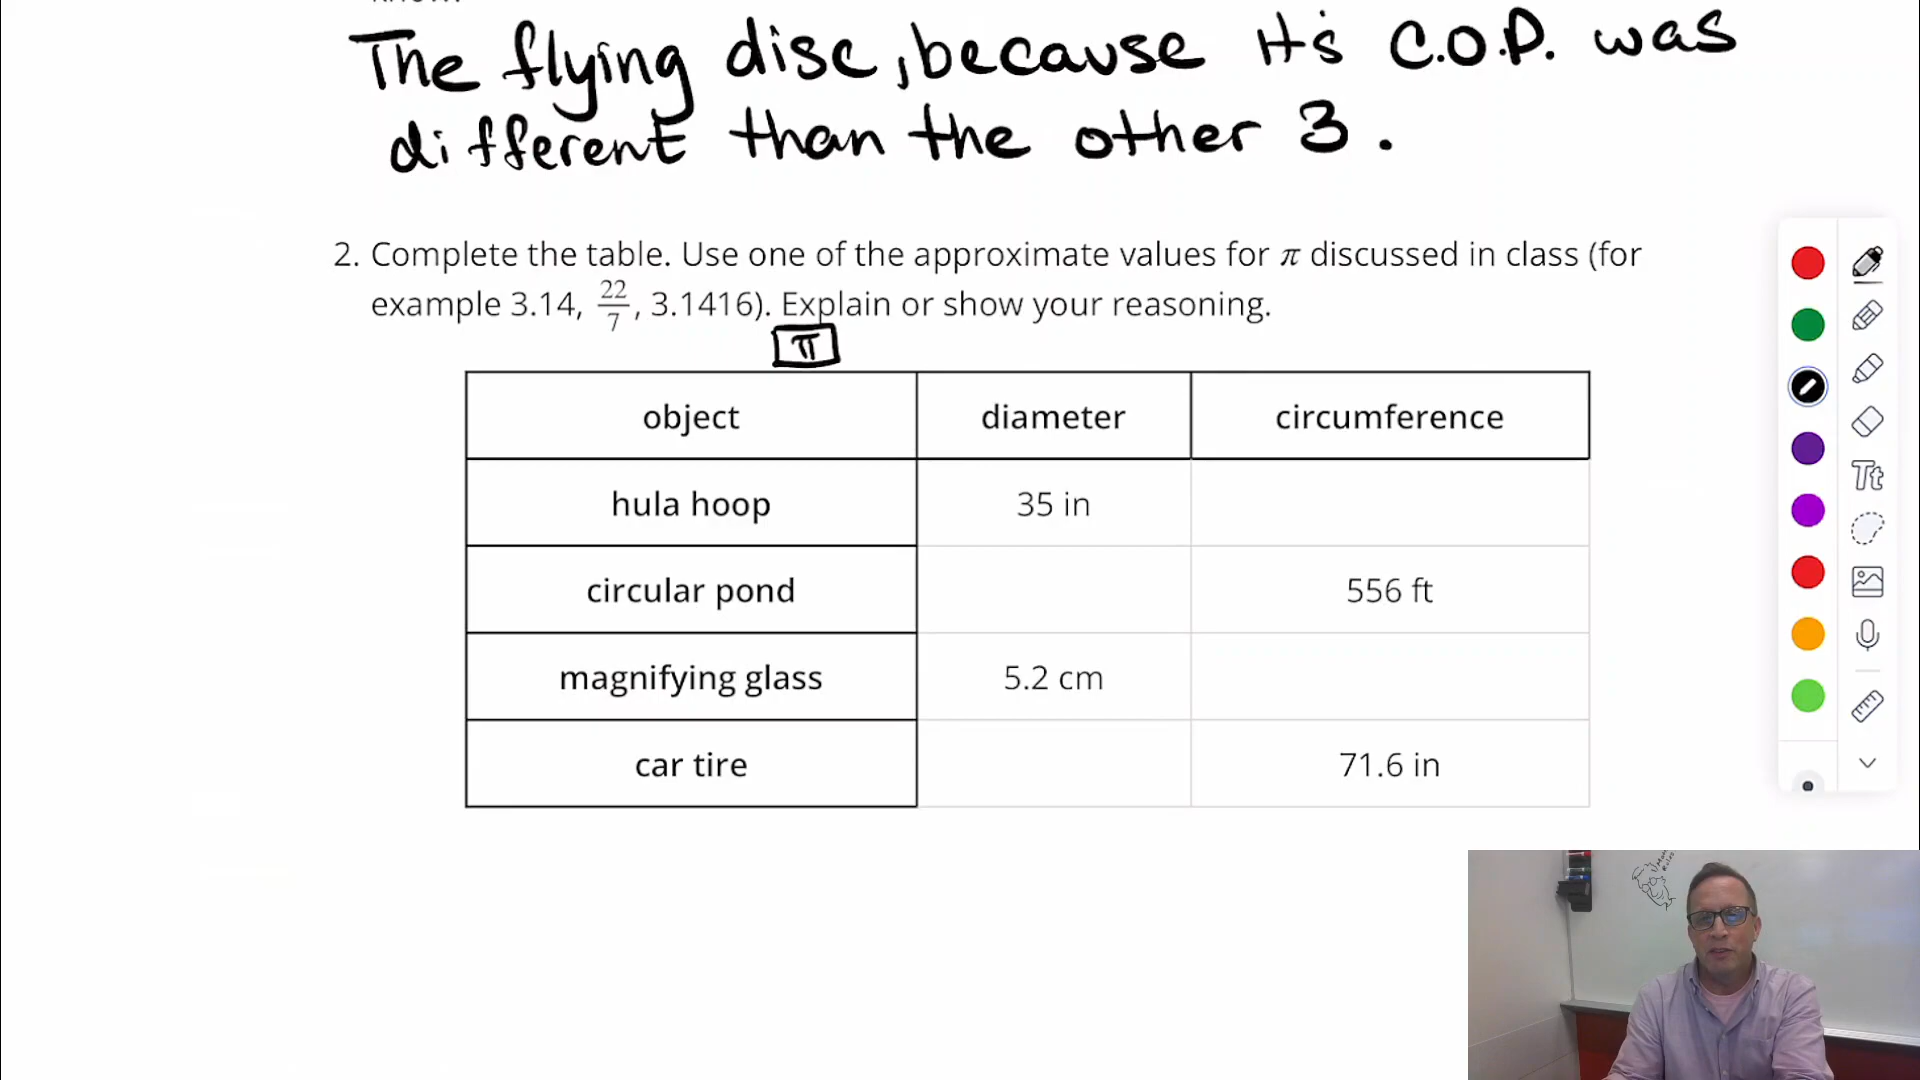 The flying disc, because it's C.O.P. was
different than the other 3.
2. Complete the table. Use one of the approximate values for π discussed in class (for
example 3.14, 22/7, 3.1416). Explain or show your reasoning.
π
object diameter circumference
hula hoop 35 in
circular pond 556 ft
magnifying glass 5.2 cm
car tire 71.6 in
Tt